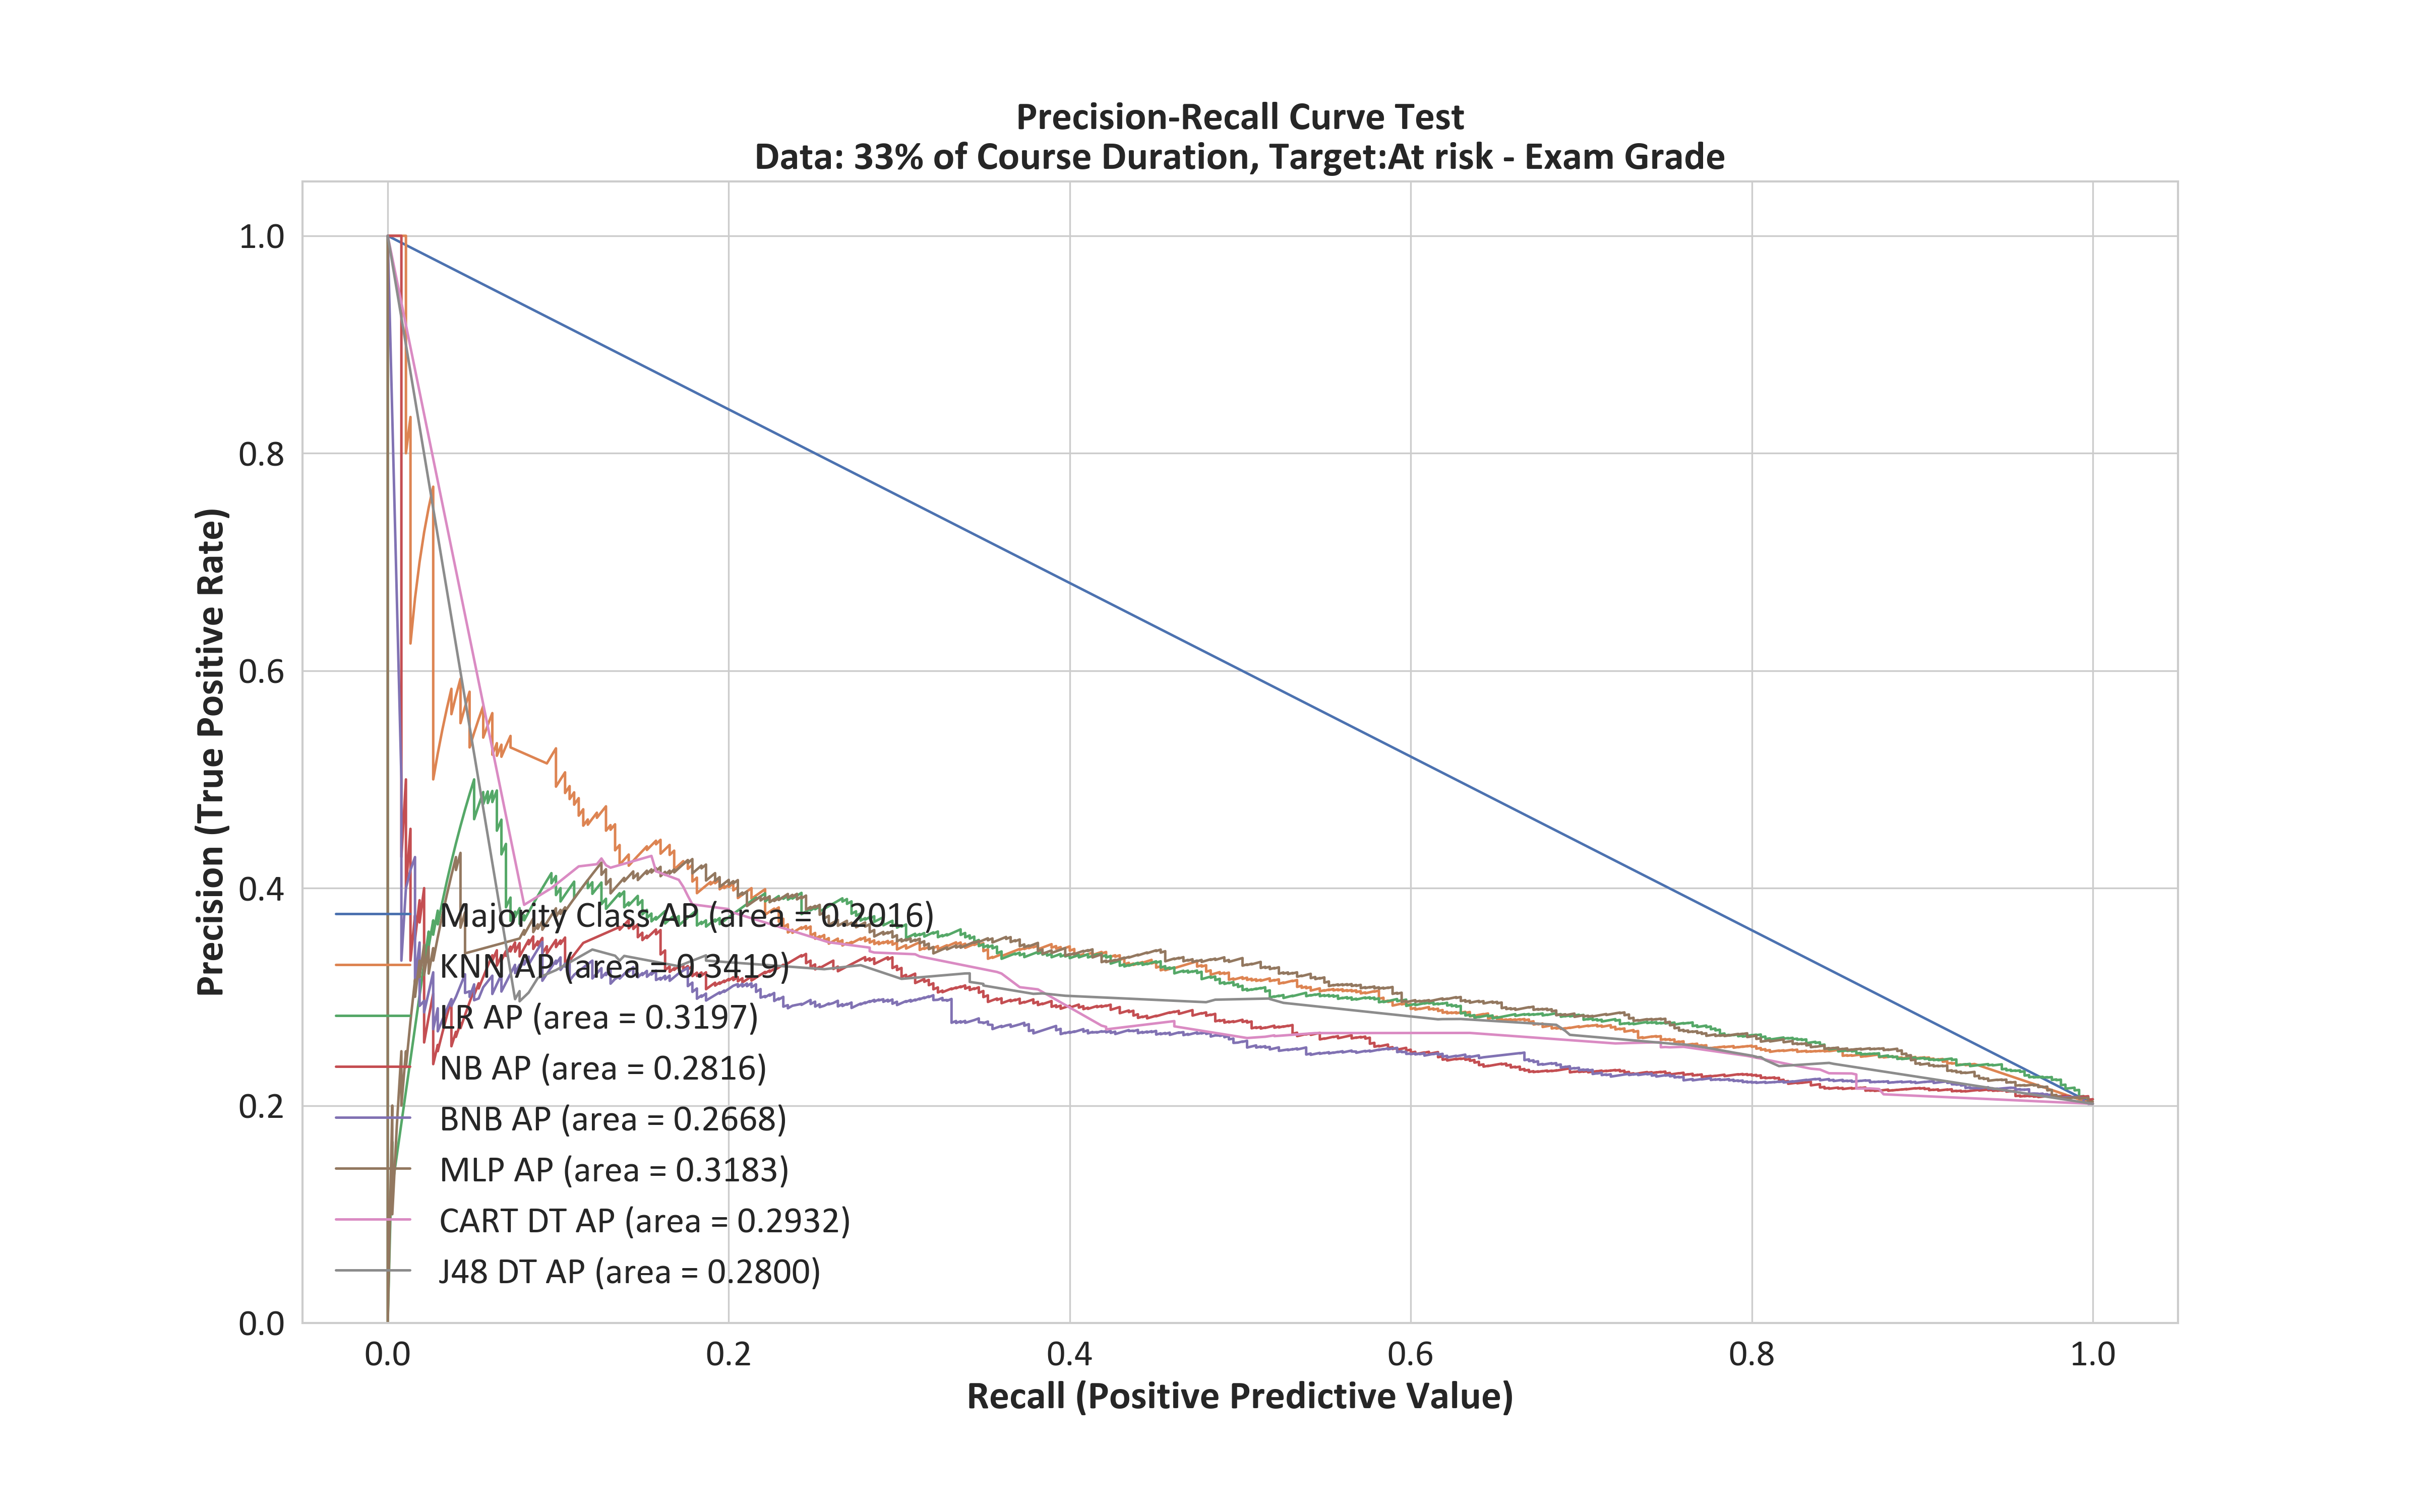 Precision-Recall Curve Test
Data: 33% of Course Duration, Target:At risk - Exam Grade
Precision (True Positive Rate)
1.0
0.8
0.6
0.4
0.2
0.0
Majority Class AP (area = 0.2016)
KNN AP (area = 0.3419)
LR AP (area = 0.3197)
NB AP (area = 0.2816)
BNB AP (area = 0.2668)
MLP AP (area = 0.3183)
CART DT AP (area = 0.2932)
J48 DT AP (area = 0.2800)
0.0 0.2 0.4 0.6 0.8 1.0
Recall (Positive Predictive Value)